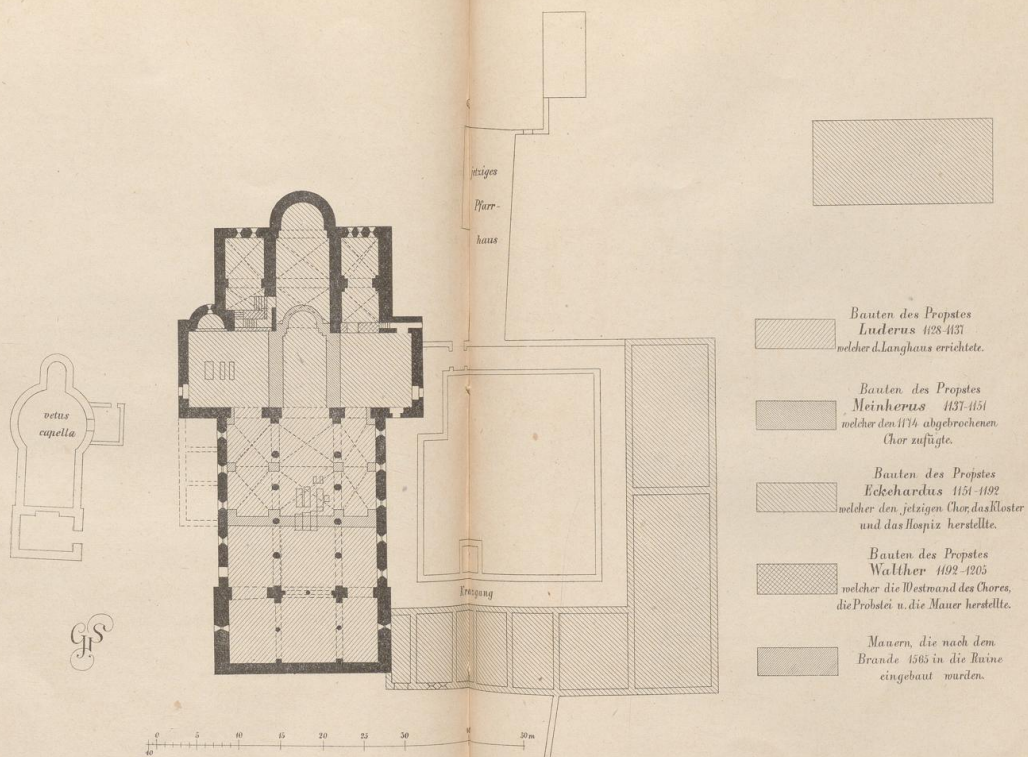 jetziges
Pfarr-
haus
vetus
capella
Kreuzgang
Bauten des Propstes
Luderus 1128-1137
welcher d. Langhaus errichtete.
Bauten des Propstes
Meinherus 1137-1151
welcher den 1174 abgebrochenen
Chor zufügte.
Bauten des Propstes
Eckehardus 1151-1192
welcher den jetzigen Chor, das Kloster
und das Hospiz herstellte.
Bauten des Propstes
Walther 1192-1205
welcher die Westwand des Chores,
die Probstei u. die Mauer herstellte.
Mauern, die nach dem
Brande 1565 in die Ruine
eingebaut wurden.
GHS
0 5 10 15 20 25 30 50 m
10